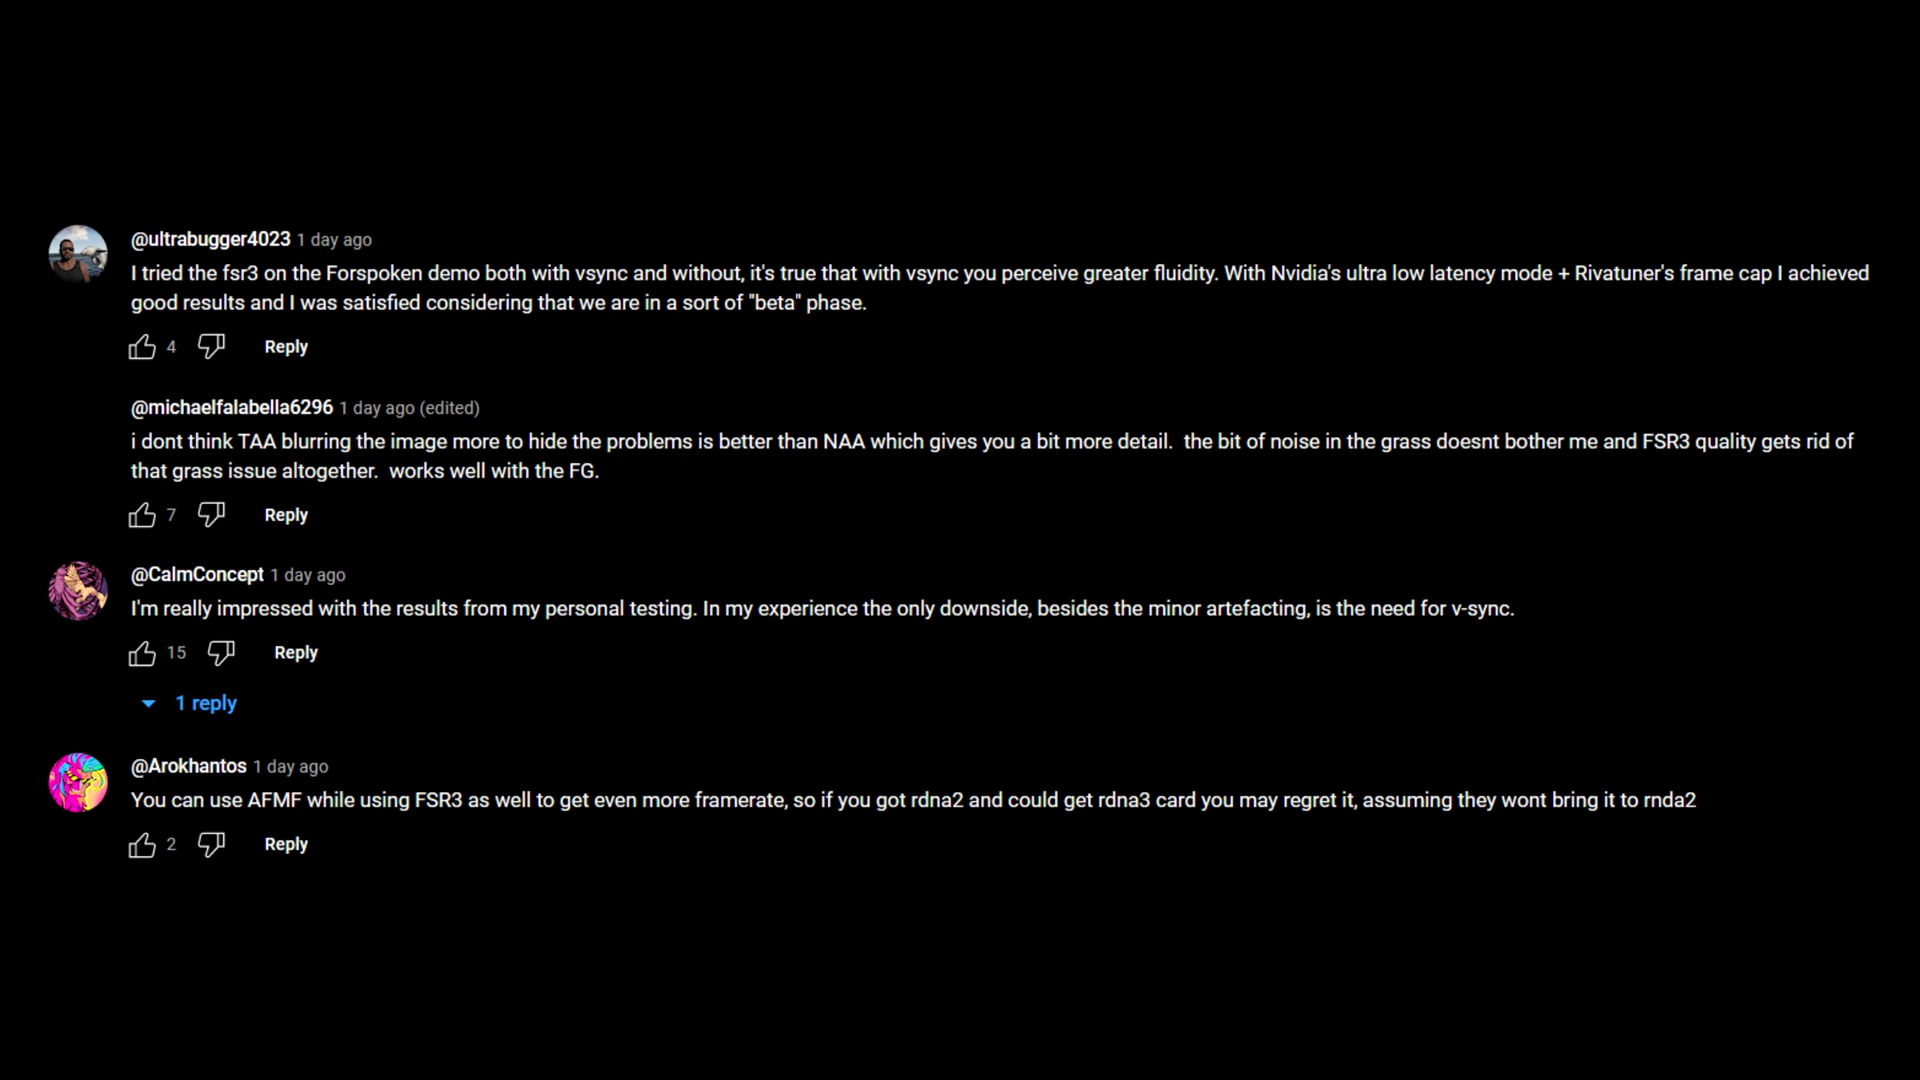 @ultrabugger4023 1 day ago
I tried the fsr3 on the Forspoken demo both with vsync and without, it's true that with vsync you perceive greater fluidity. With Nvidia's ultra low latency mode + Rivatuner's frame cap I achieved
good results and I was satisfied considering that we are in a sort of "beta" phase.
4 Reply
@michaelfalabella6296 1 day ago (edited)
i dont think TAA blurring the image more to hide the problems is better than NAA which gives you a bit more detail.  the bit of noise in the grass doesnt bother me and FSR3 quality gets rid of
that grass issue altogether.  works well with the FG.
7 Reply
@CalmConcept 1 day ago
I'm really impressed with the results from my personal testing. In my experience the only downside, besides the minor artefacting, is the need for v-sync.
15 Reply
1 reply
@Arokhantos 1 day ago
You can use AFMF while using FSR3 as well to get even more framerate, so if you got rdna2 and could get rdna3 card you may regret it, assuming they wont bring it to rnda2
2 Reply